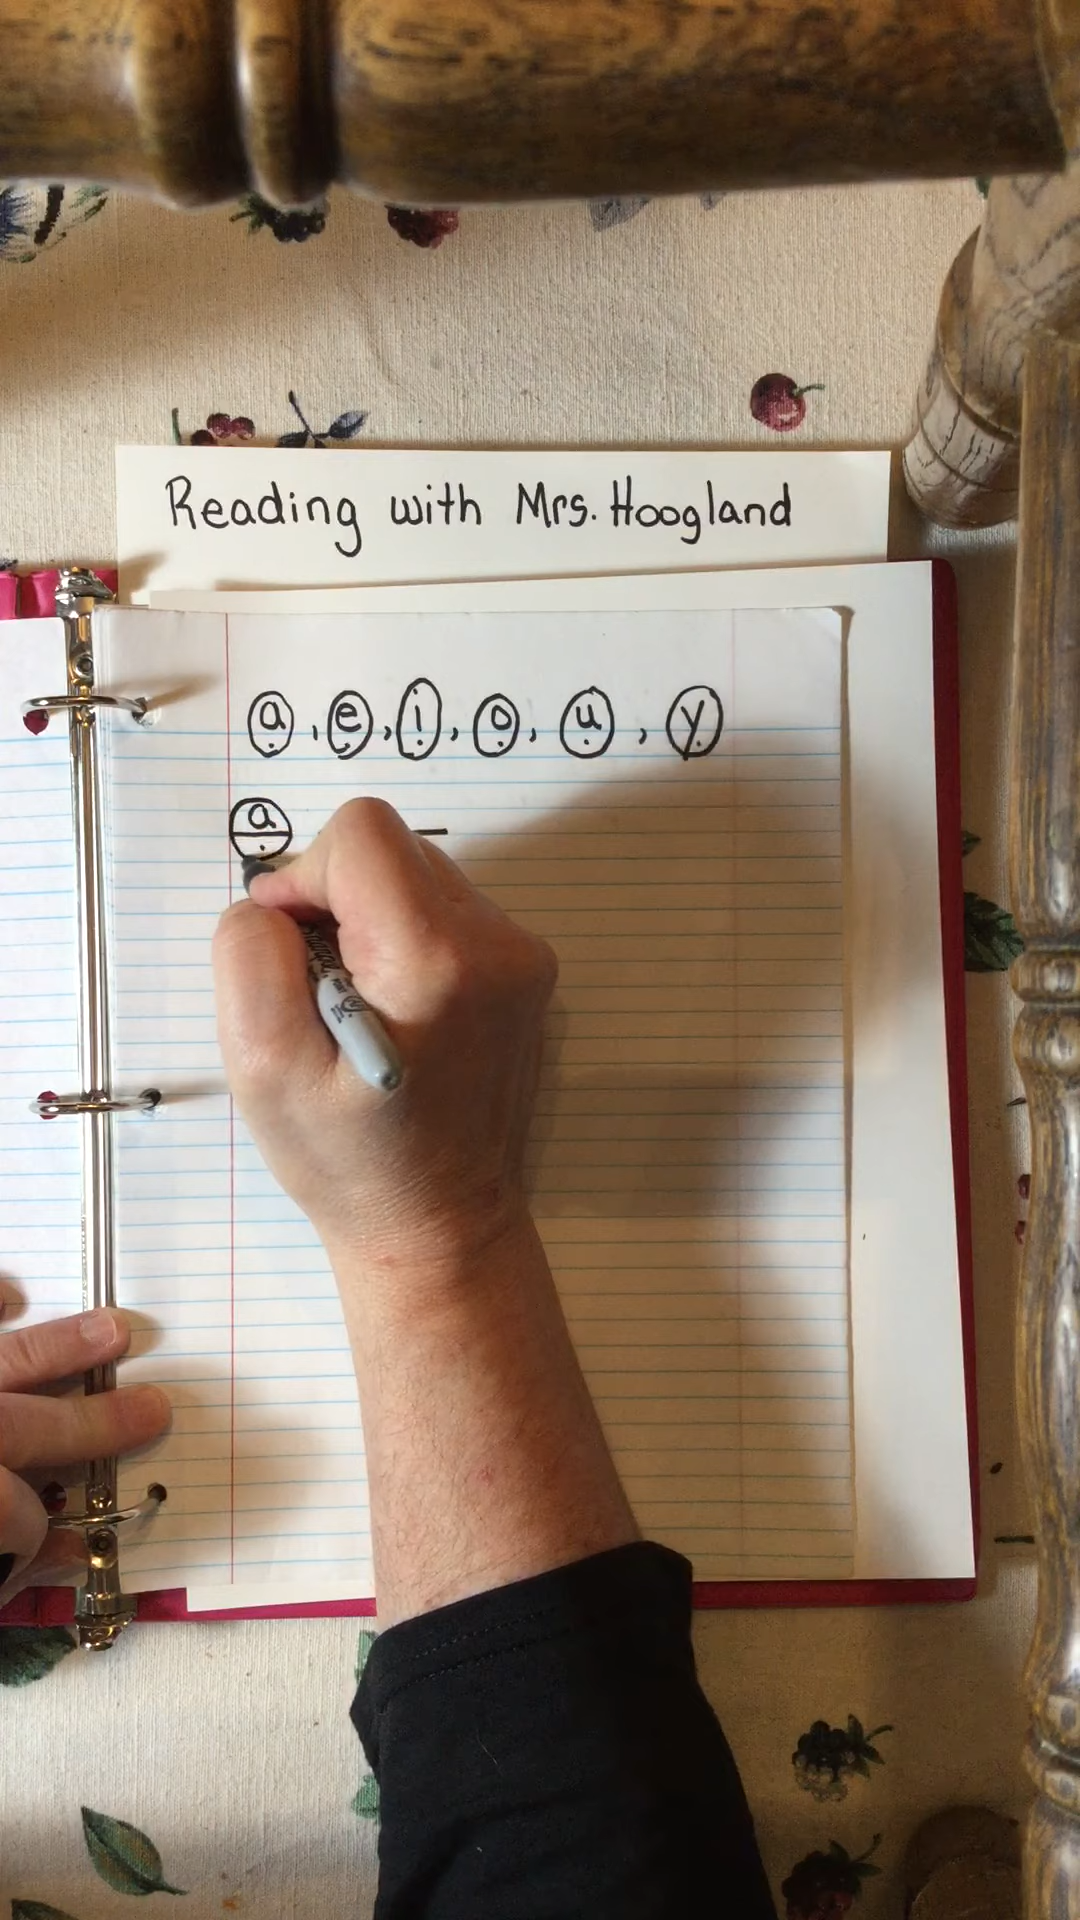 Reading with Mrs. Hoogland
a, e, i, o, u, y
a